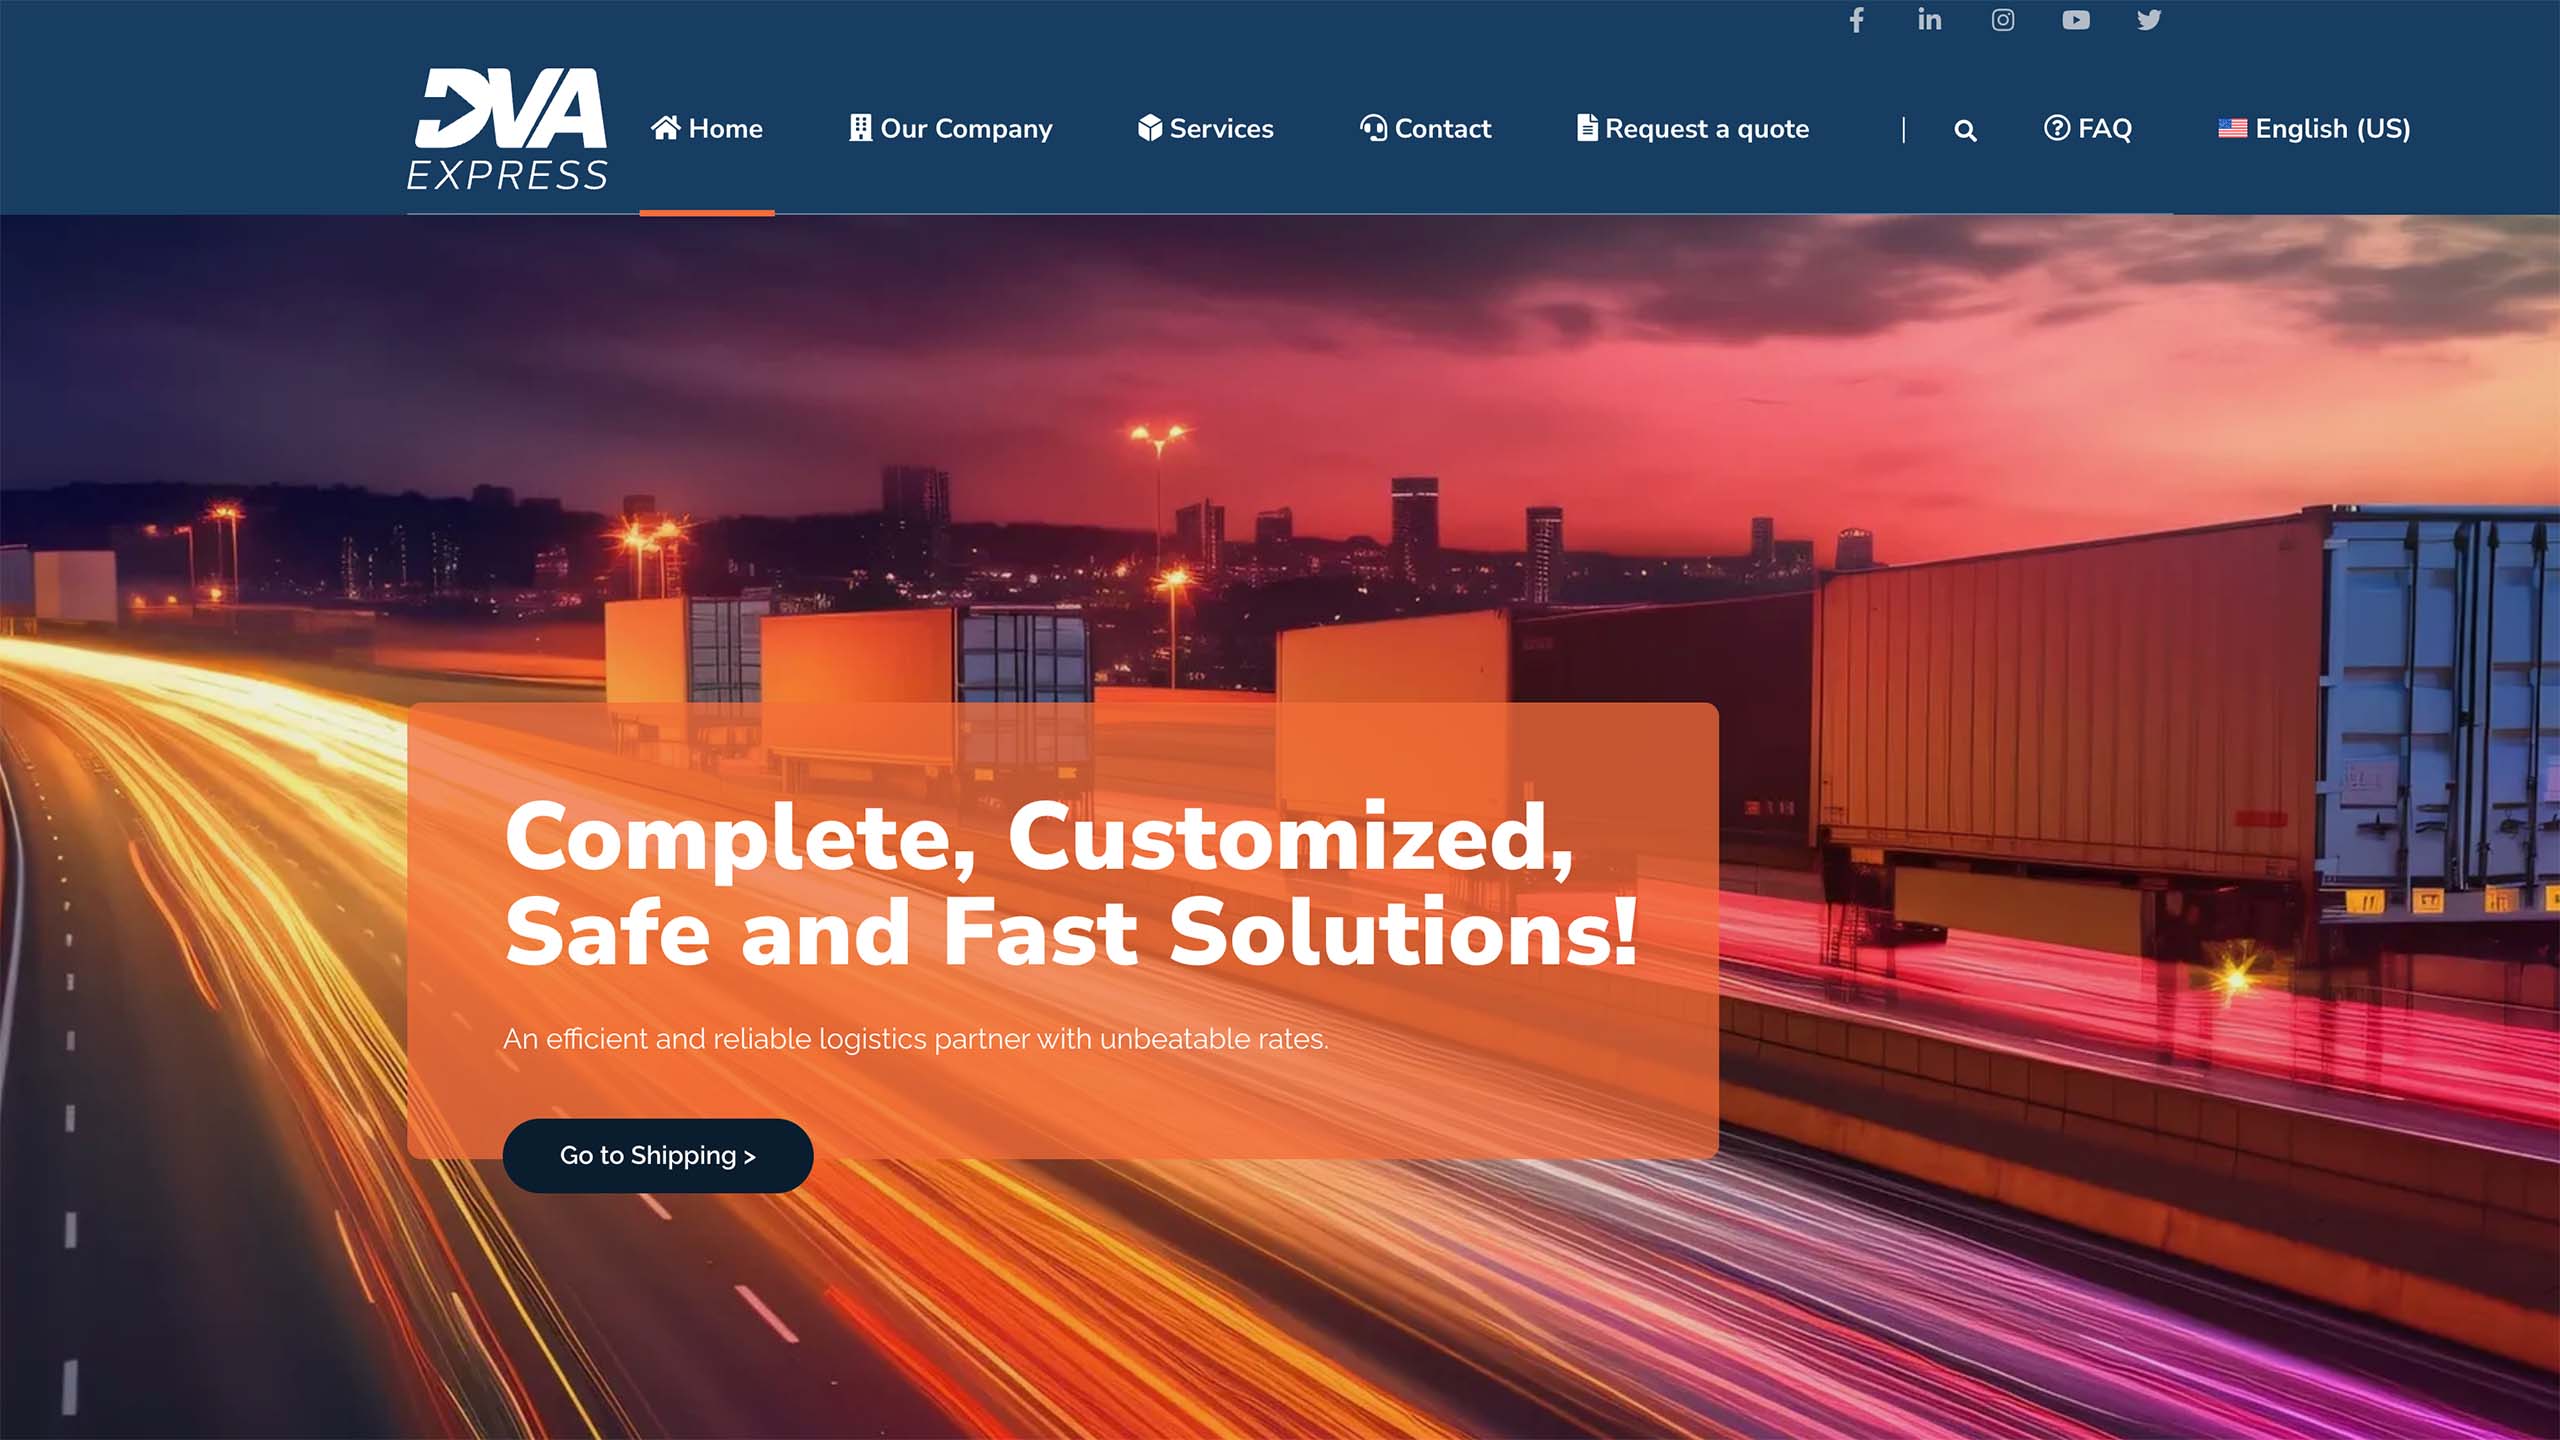 DVA
EXPRESS
Home
Our Company
Services
Contact
Request a quote
|
FAQ
English (US)
Complete, Customized,
Safe and Fast Solutions!
An efficient and reliable logistics partner with unbeatable rates.
Go to Shipping >